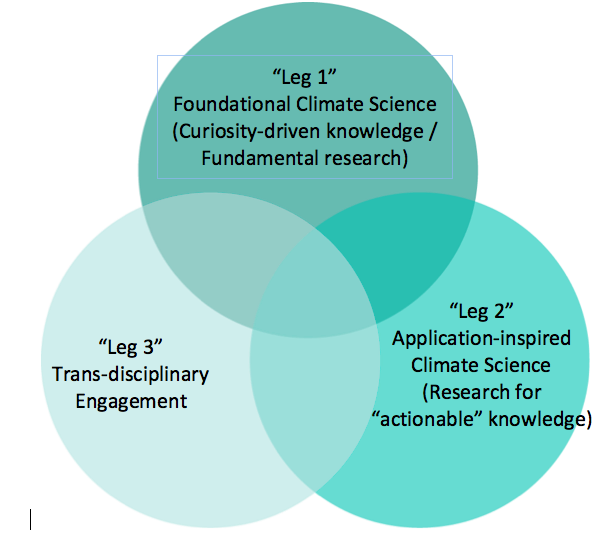 “Leg 1”
Foundational Climate Science
(Curiosity-driven knowledge /
Fundamental research)
“Leg 2”
Application-inspired
Climate Science
(Research for
“actionable” knowledge)
“Leg 3”
Trans-disciplinary
Engagement